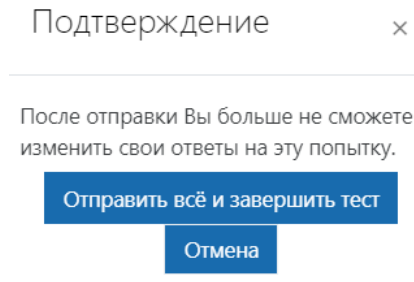 Подтверждение ×
После отправки Вы больше не сможете
изменить свои ответы на эту попытку.
Отправить всё и завершить тест
Отмена